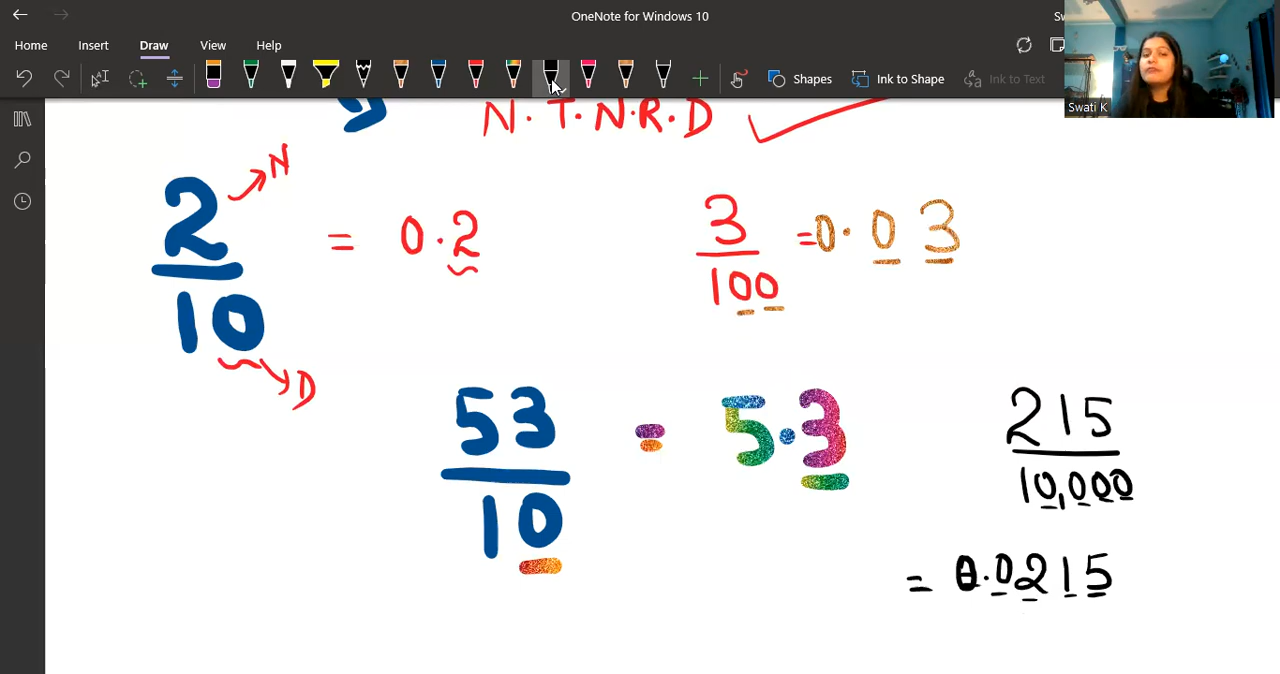 OneNote for Windows 10
Home Insert Draw View Help
Shapes Ink to Shape Ink to Text
Swati K
N.T.N.R.D
2/10 = 0.2
N
D
3/100 = 0.03
53/10 = 5.3
215/10,000
= 0.0215